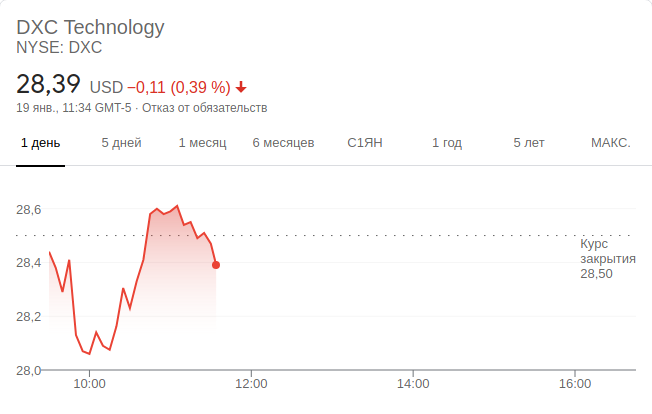 DXC Technology
NYSE: DXC
28,39 USD −0,11 (0,39 %)
19 янв., 11:34 GMT-5 · Отказ от обязательств
1 день 5 дней 1 месяц 6 месяцев С1ЯН 1 год 5 лет МАКС.
28,6
Курс
закрытия
28,50
28,4
28,2
28,0
10:00 12:00 14:00 16:00